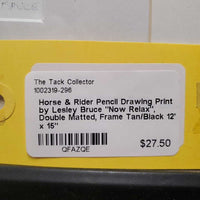 The Tack Collector
1002319-296
Horse & Rider Pencil Drawing Print
by Lesley Bruce "Now Relax",
Double Matted, Frame Tan/Black 12'
x 15"
$27.50
QFAZQE